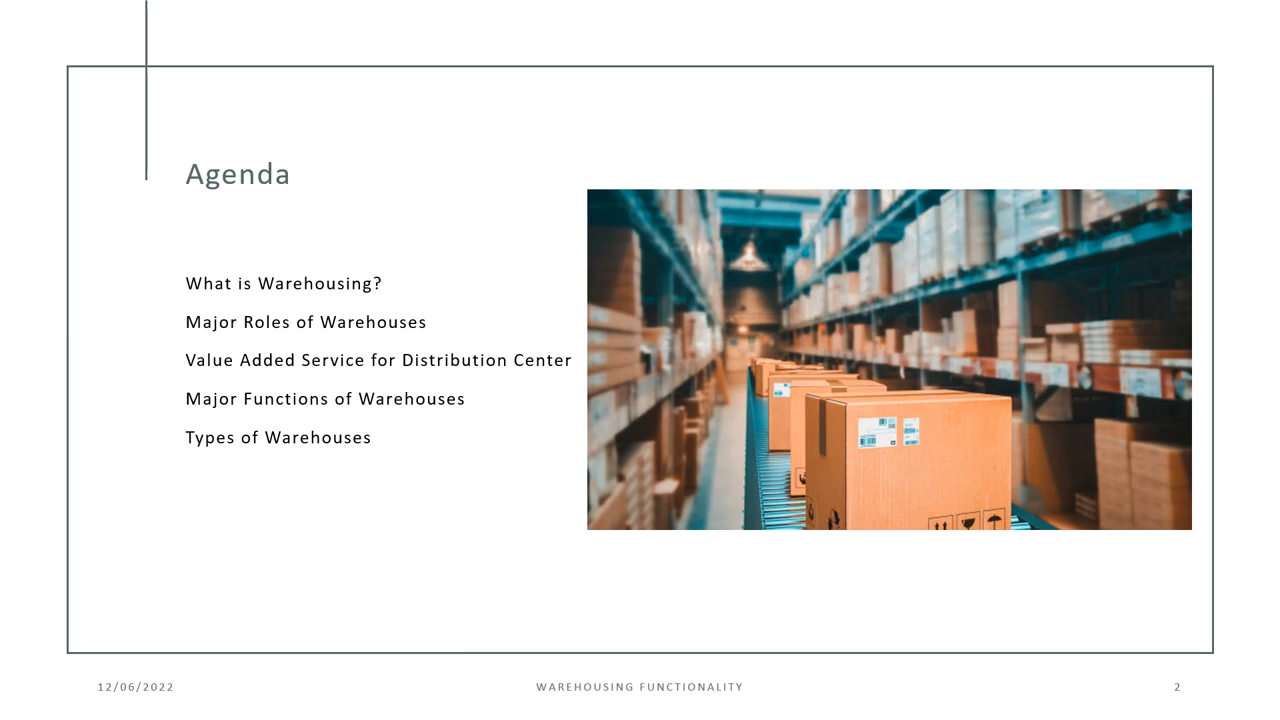 Agenda
What is Warehousing?
Major Roles of Warehouses
Value Added Service for Distribution Center
Major Functions of Warehouses
Types of Warehouses
12/06/2022
WAREHOUSING FUNCTIONALITY
2